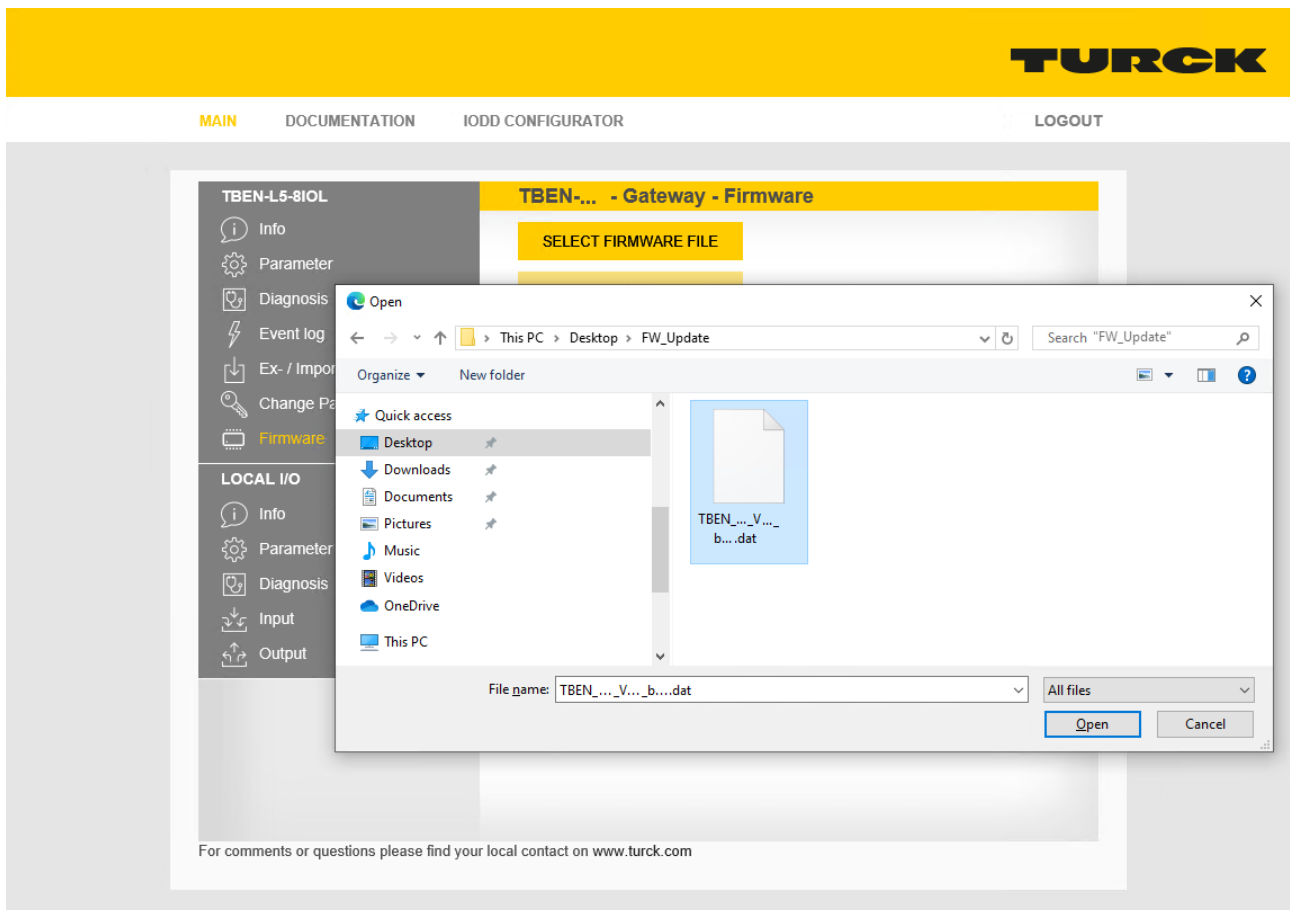 TURCK
MAIN DOCUMENTATION IODD CONFIGURATOR LOGOUT
TBEN-L5-8IOL
Info
Parameter
Diagnosis
Event log
Ex- / Impor
Change Pa
Firmware
LOCAL I/O
Info
Parameter
Diagnosis
Input
Output
TBEN-... - Gateway - Firmware
SELECT FIRMWARE FILE
Open
This PC > Desktop > FW_Update
Search "FW_Update"
Organize New folder
Quick access
Desktop
Downloads
Documents
Pictures
Music
Videos
OneDrive
This PC
TBEN_..._V..._
b... .dat
File name: TBEN_..._V..._b....dat All files
Open Cancel
For comments or questions please find your local contact on www.turck.com